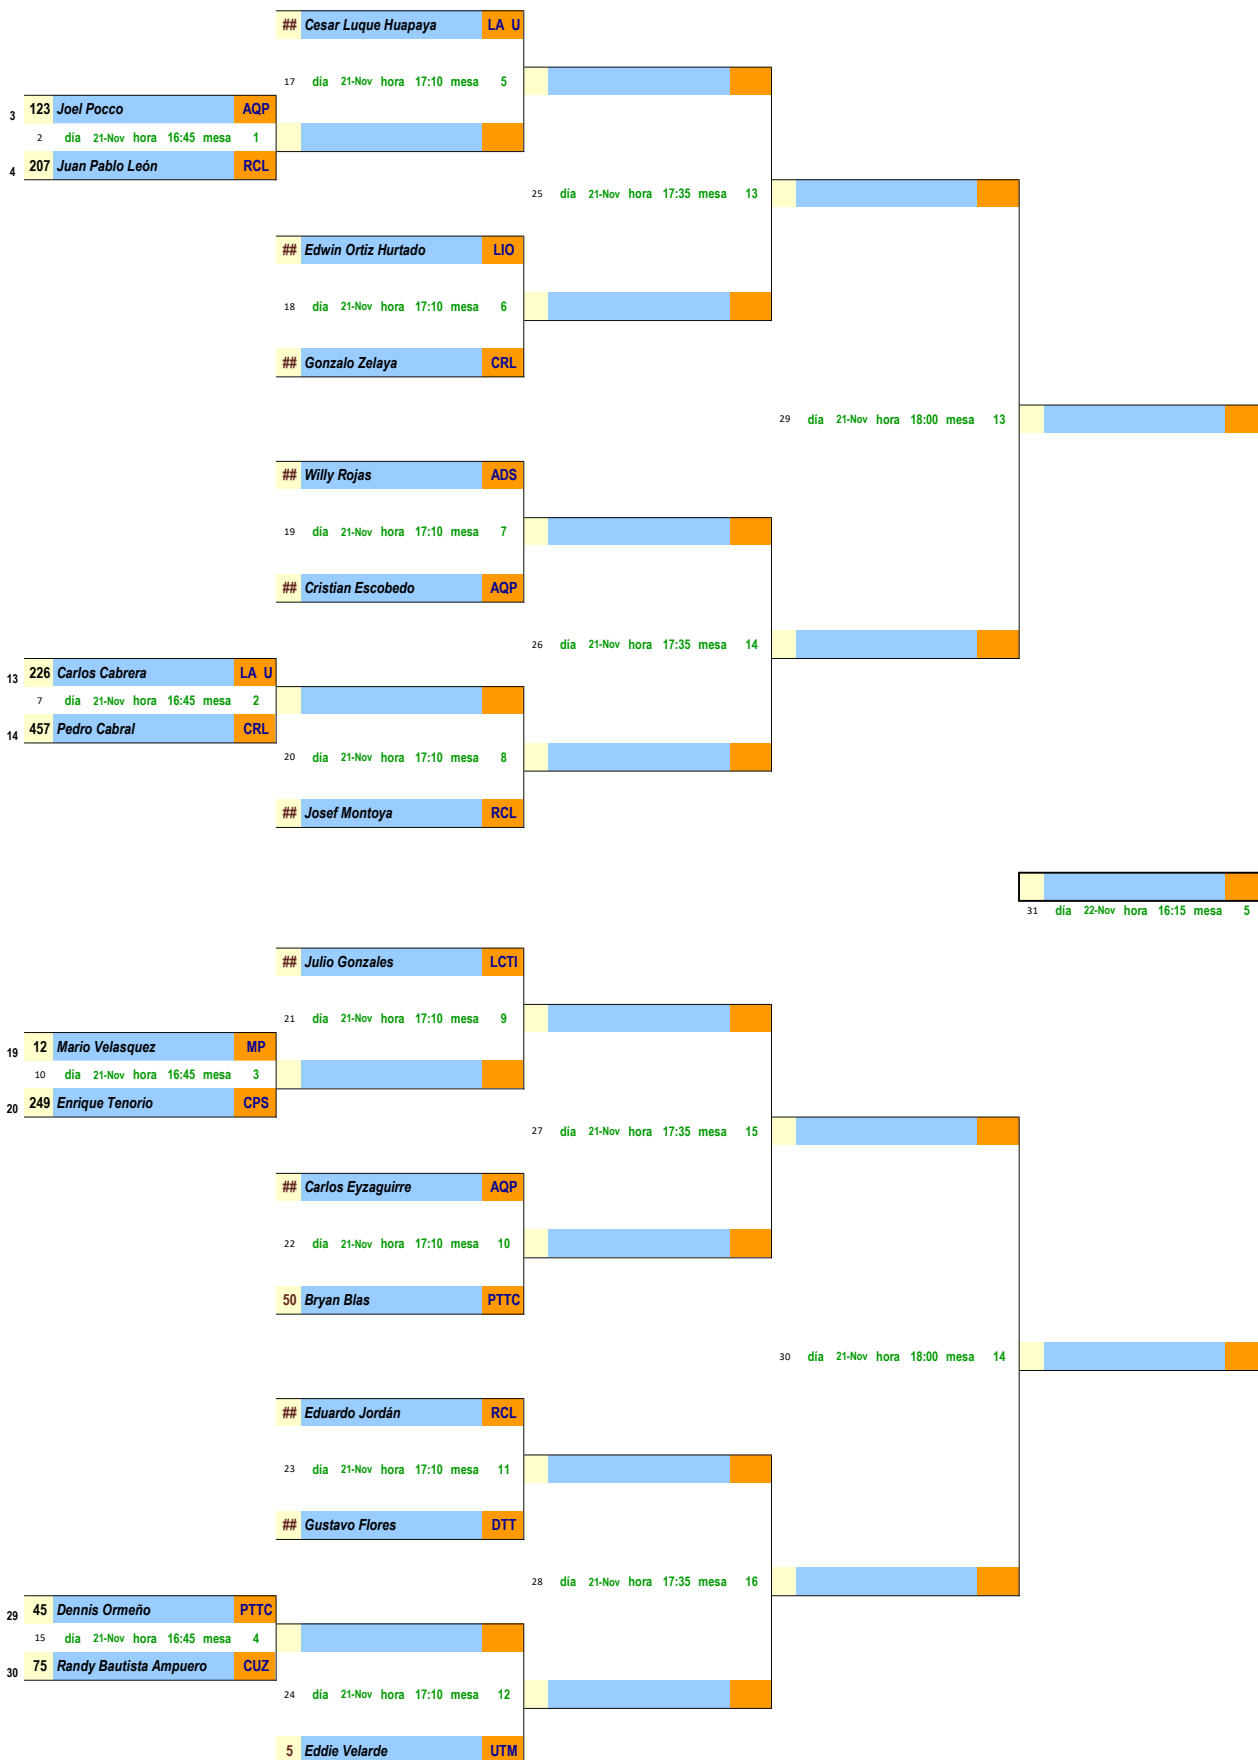 ## Cesar Luque Huapaya LA U
17 día 21-Nov hora 17:10 mesa 5
3 123 Joel Pocco AQP
2 día 21-Nov hora 16:45 mesa 1
4 207 Juan Pablo León RCL
25 día 21-Nov hora 17:35 mesa 13
## Edwin Ortiz Hurtado LIO
18 día 21-Nov hora 17:10 mesa 6
## Gonzalo Zelaya CRL
29 día 21-Nov hora 18:00 mesa 13
## Willy Rojas ADS
19 día 21-Nov hora 17:10 mesa 7
## Cristian Escobedo AQP
26 día 21-Nov hora 17:35 mesa 14
13 226 Carlos Cabrera LA U
7 día 21-Nov hora 16:45 mesa 2
14 457 Pedro Cabral CRL
20 día 21-Nov hora 17:10 mesa 8
## Josef Montoya RCL
31 día 22-Nov hora 16:15 mesa 5
## Julio Gonzales LCTI
21 día 21-Nov hora 17:10 mesa 9
19 12 Mario Velasquez MP
10 día 21-Nov hora 16:45 mesa 3
20 249 Enrique Tenorio CPS
27 día 21-Nov hora 17:35 mesa 15
## Carlos Eyzaguirre AQP
22 día 21-Nov hora 17:10 mesa 10
50 Bryan Blas PTTC
30 día 21-Nov hora 18:00 mesa 14
## Eduardo Jordán RCL
23 día 21-Nov hora 17:10 mesa 11
## Gustavo Flores DTT
28 día 21-Nov hora 17:35 mesa 16
29 45 Dennis Ormeño PTTC
15 día 21-Nov hora 16:45 mesa 4
30 75 Randy Bautista Ampuero CUZ
24 día 21-Nov hora 17:10 mesa 12
5 Eddie Velarde UTM